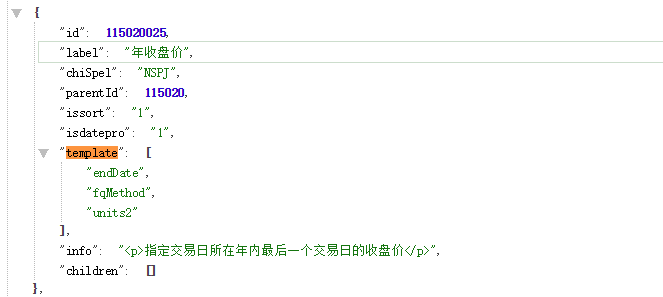 {
"id": 115020025,
"label": "年收盘价",
"chiSpel": "NSPJ",
"parentId": 115020,
"issort": "1",
"isdatepro": "1",
"template": [
"endDate",
"fqMethod",
"units2"
],
"info": "<p>指定交易日所在年内最后一个交易日的收盘价</p>",
"children": []
},